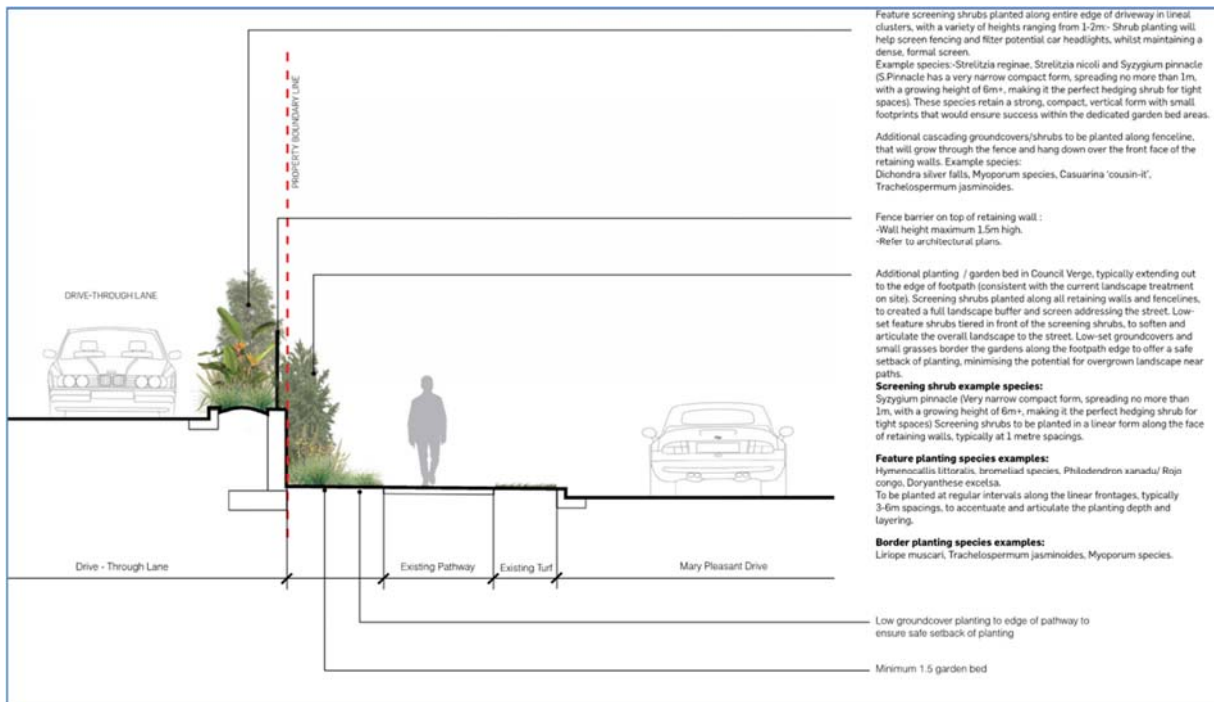 Feature screening shrubs planted along entire edge of driveway in lineal
clusters, with a variety of heights ranging from 1-2m:- Shrub planting will
help screen fencing and filter potential car headlights, whilst maintaining a
dense, formal screen.
Example species:-Strelitzia reginae, Strelitzia nicoli and Syzygium pinnacle
(S.Pinnacle has a very narrow compact form, spreading no more than 1m,
with a growing height of 6m+, making it the perfect hedging shrub for tight
spaces). These species retain a strong, compact, vertical form with small
footprints that would ensure success within the dedicated garden bed areas.
Additional cascading groundcovers/shrubs to be planted along fenceline,
that will grow through the fence and hang down over the front face of the
retaining walls. Example species:
Dichondra silver falls, Myoporum species, Casuarina 'cousin-it',
Trachelospermum jasminoides.
PROPERTY BOUNDARY LINE
Fence barrier on top of retaining wall :
-Wall height maximum 1.5m high.
-Refer to architectural plans.
DRIVE-THROUGH LANE
Additional planting / garden bed in Council Verge, typically extending out
to the edge of footpath (consistent with the current landscape treatment
on site). Screening shrubs planted along all retaining walls and fencelines,
to created a full landscape buffer and screen addressing the street. Low-
set feature shrubs tiered in front of the screening shrubs, to soften and
articulate the overall landscape to the street. Low-set groundcovers and
small grasses border the gardens along the footpath edge to offer a safe
setback of planting, minimising the potential for overgrown landscape near
paths.
Screening shrub example species:
Syzygium pinnacle (Very narrow compact form, spreading no more than
1m, with a growing height of 6m+, making it the perfect hedging shrub for
tight spaces) Screening shrubs to be planted in a linear form along the face
of retaining walls, typically at 1 metre spacings.
Feature planting species examples:
Hymenocallis littoralis, bromeliad species, Philodendron xanadu/ Rojo
congo, Doryanthese excelsa.
To be planted at regular intervals along the linear frontages, typically
3-6m spacings, to accentuate and articulate the planting depth and
layering.
Border planting species examples:
Liriope muscari, Trachelospermum jasminoides, Myoporum species.
Drive - Through Lane
Existing Pathway
Existing Turf
Mary Pleasant Drive
Low groundcover planting to edge of pathway to
ensure safe setback of planting
Minimum 1.5 garden bed